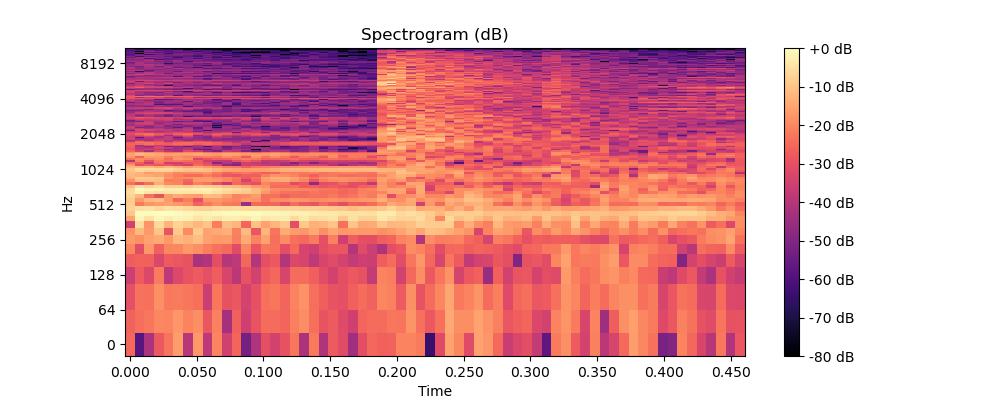 Spectrogram (dB)
Hz
8192
4096
2048
1024
512
256
128
64
0
0.000 0.050 0.100 0.150 0.200 0.250 0.300 0.350 0.400 0.450
Time
+0 dB
-10 dB
-20 dB
-30 dB
-40 dB
-50 dB
-60 dB
-70 dB
-80 dB